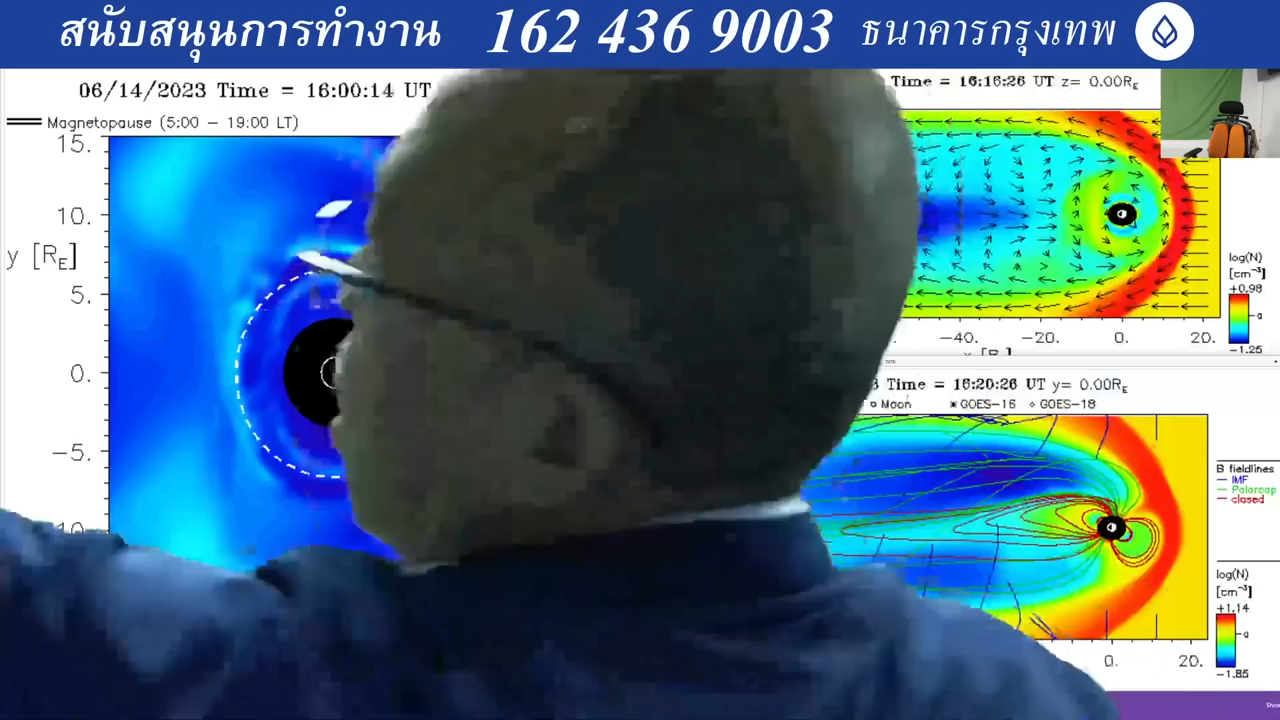 สนับสนุนการทำงาน 162 436 9003 ธนาคารกรุงเทพ
06/14/2023 Time = 16:00:14 UT
Magnetopause (5:00 – 19:00 LT)
15.
10.
y [RE]
5.
0.
−5.
Time = 16:16:26 UT z= 0.00RE
log(N)
[cm⁻³]
+0.98
0
−1.25
−40. −20. 0. 20.
Time = 16:20:26 UT y= 0.00RE
Moon GOES-16 GOES-18
B fieldlines
IMF
Polarcap
closed
log(N)
[cm⁻³]
+1.14
0
−1.85
0. 20.